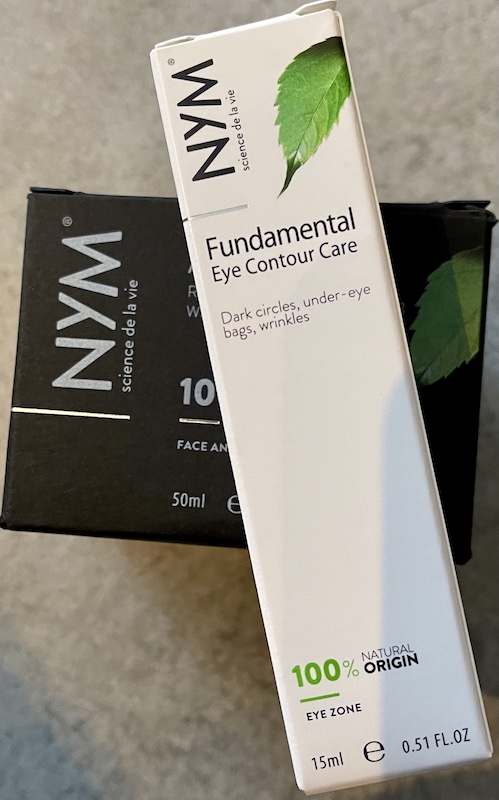 NYM®
science de la vie
Fundamental
Eye Contour Care
Dark circles, under-eye
bags, wrinkles
100% NATURAL
ORIGIN
EYE ZONE
15ml e 0.51 FL.OZ
NYM®
science de la vie
10
FACE AN
50ml e